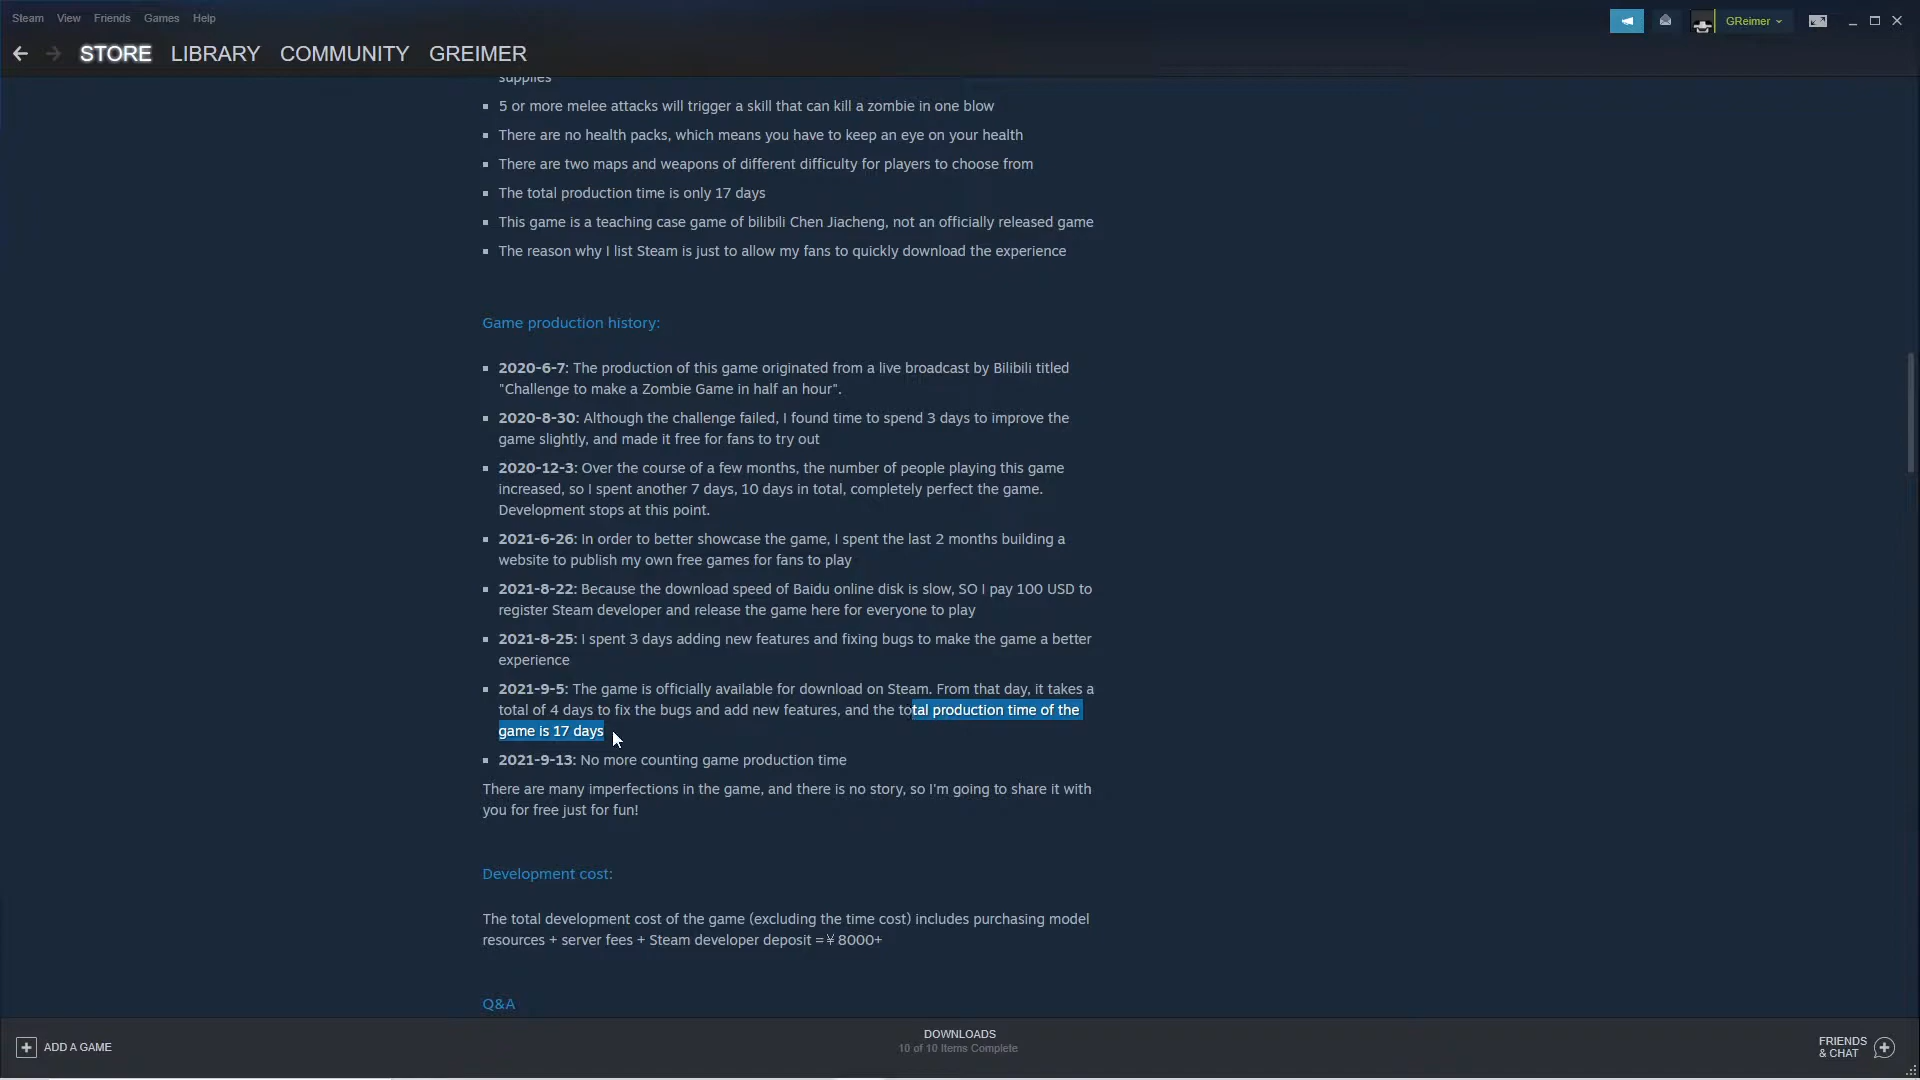 Steam View Friends Games Help
GReimer
STORE LIBRARY COMMUNITY GREIMER
supplies
5 or more melee attacks will trigger a skill that can kill a zombie in one blow
There are no health packs, which means you have to keep an eye on your health
There are two maps and weapons of different difficulty for players to choose from
The total production time is only 17 days
This game is a teaching case game of bilibili Chen Jiacheng, not an officially released game
The reason why I list Steam is just to allow my fans to quickly download the experience
Game production history:
2020-6-7: The production of this game originated from a live broadcast by Bilibili titled
"Challenge to make a Zombie Game in half an hour".
2020-8-30: Although the challenge failed, I found time to spend 3 days to improve the
game slightly, and made it free for fans to try out
2020-12-3: Over the course of a few months, the number of people playing this game
increased, so I spent another 7 days, 10 days in total, completely perfect the game.
Development stops at this point.
2021-6-26: In order to better showcase the game, I spent the last 2 months building a
website to publish my own free games for fans to play
2021-8-22: Because the download speed of Baidu online disk is slow, SO I pay 100 USD to
register Steam developer and release the game here for everyone to play
2021-8-25: I spent 3 days adding new features and fixing bugs to make the game a better
experience
2021-9-5: The game is officially available for download on Steam. From that day, it takes a
total of 4 days to fix the bugs and add new features, and the total production time of the
game is 17 days
2021-9-13: No more counting game production time
There are many imperfections in the game, and there is no story, so I'm going to share it with
you for free just for fun!
Development cost:
The total development cost of the game (excluding the time cost) includes purchasing model
resources + server fees + Steam developer deposit =￥8000+
Q&A
ADD A GAME
DOWNLOADS
10 of 10 Items Complete
FRIENDS
& CHAT